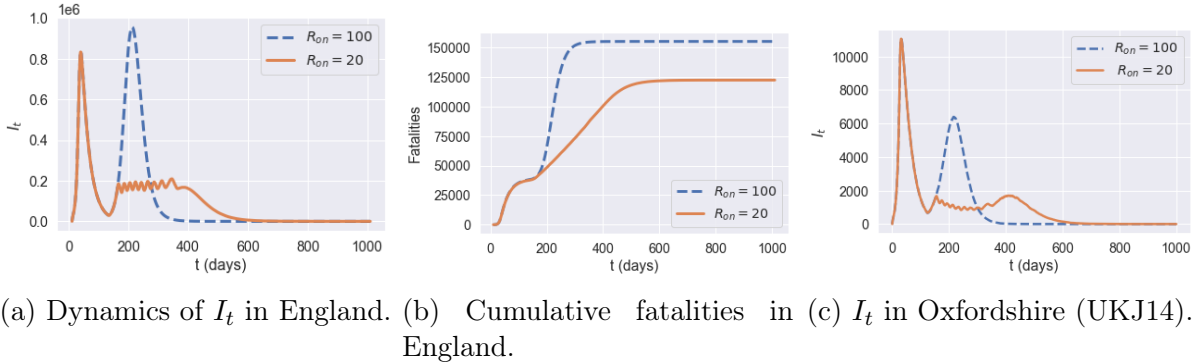 1e6
1.0
0.8
0.6
0.4
0.2
0.0
I_t
R_on = 100
R_on = 20
0 200 400 600 800 1000
t (days)
150000
125000
100000
75000
50000
25000
0
Fatalities
R_on = 100
R_on = 20
0 200 400 600 800 1000
t (days)
10000
8000
6000
4000
2000
0
I_t
R_on = 100
R_on = 20
0 200 400 600 800 1000
t (days)
(a) Dynamics of I_t in England.
(b) Cumulative fatalities in
England.
(c) I_t in Oxfordshire (UKJ14).